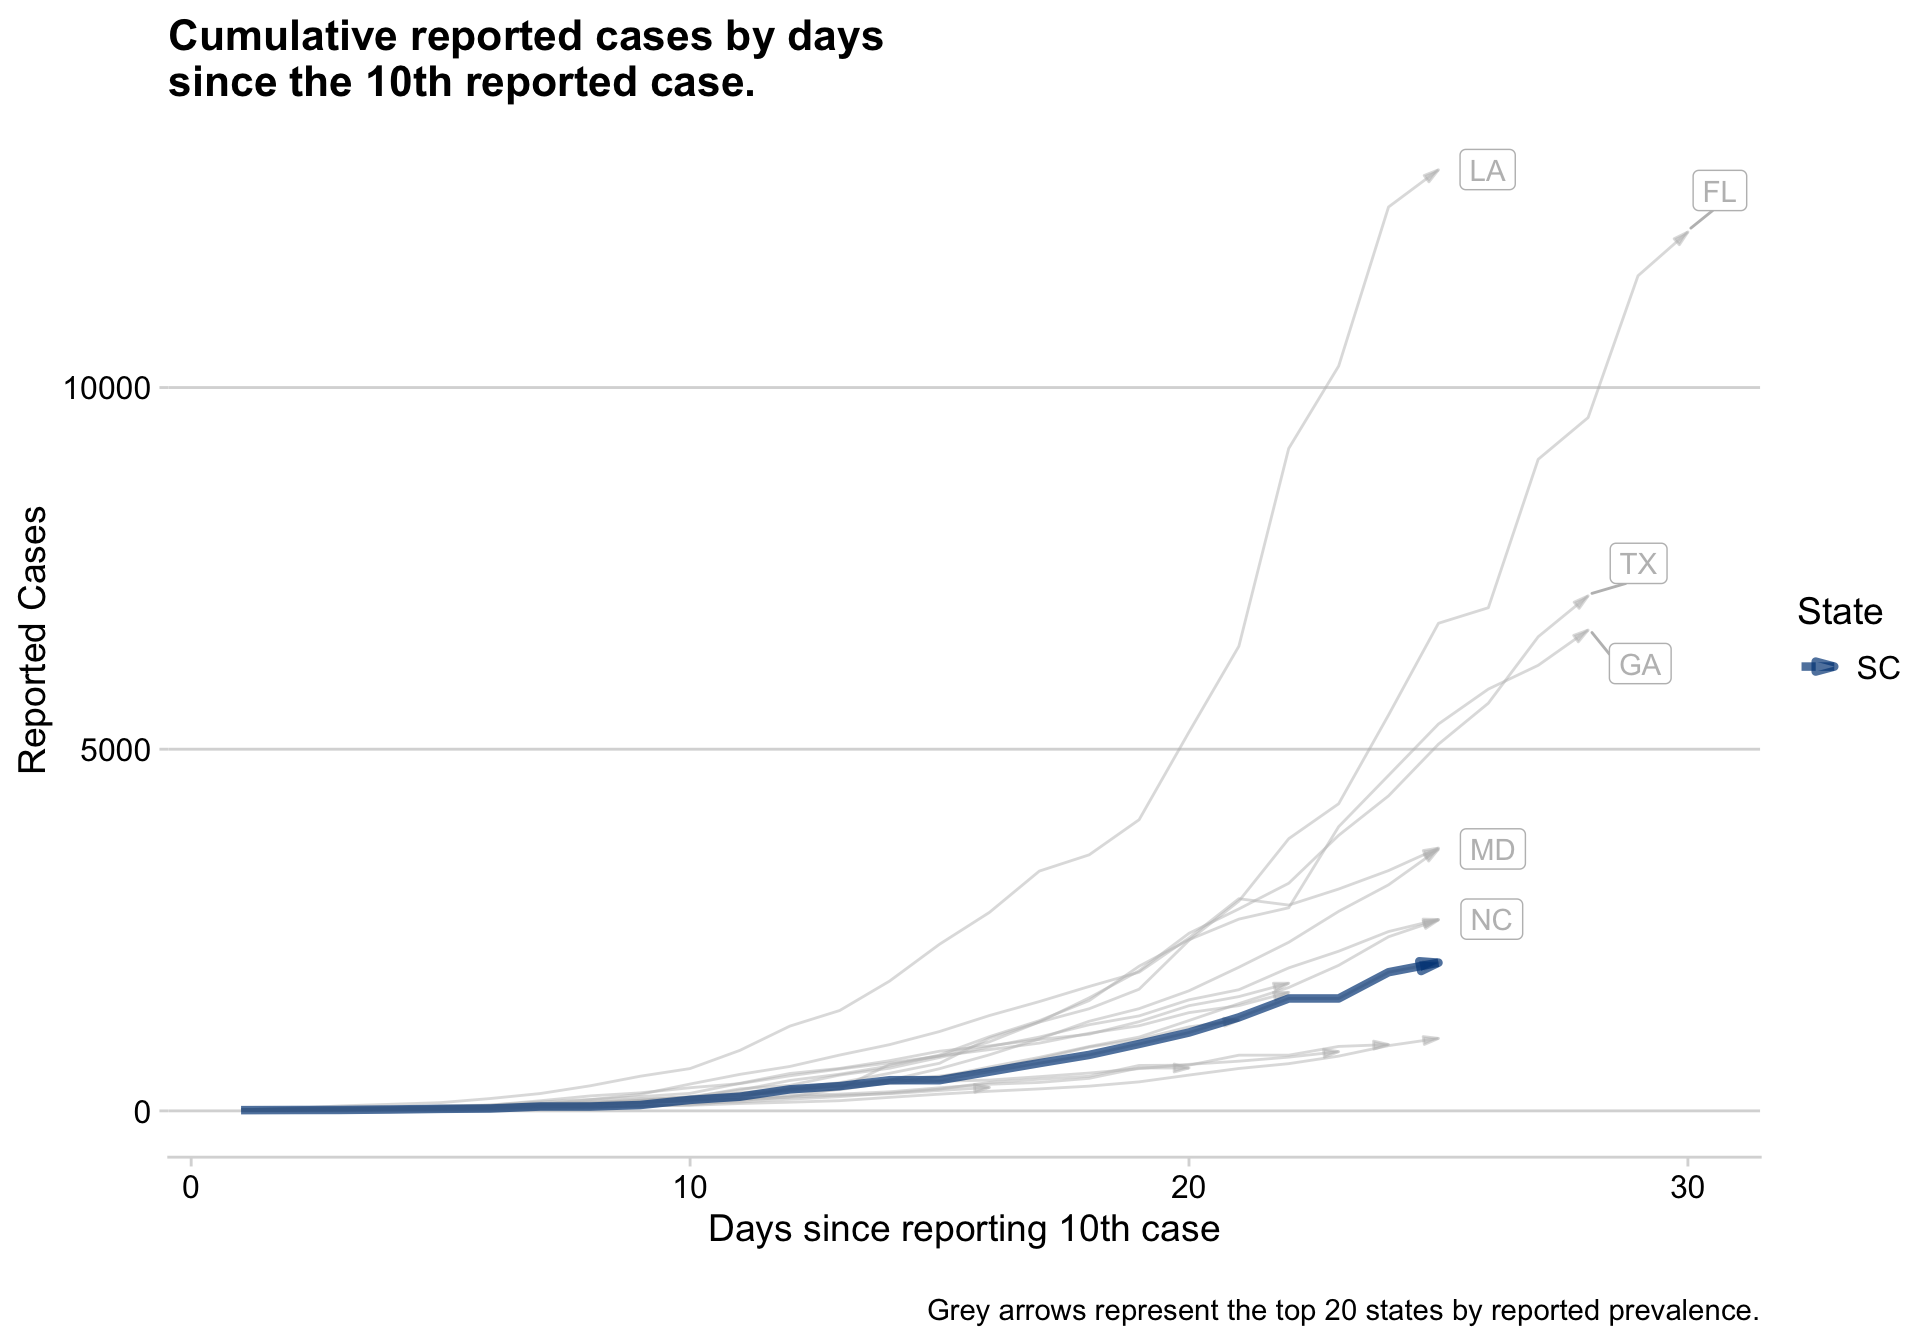 Cumulative reported cases by days
since the 10th reported case.
LA
FL
10000
TX
State
GA
SC
Reported Cases
5000
MD
NC
0
0 10 20 30
Days since reporting 10th case
Grey arrows represent the top 20 states by reported prevalence.